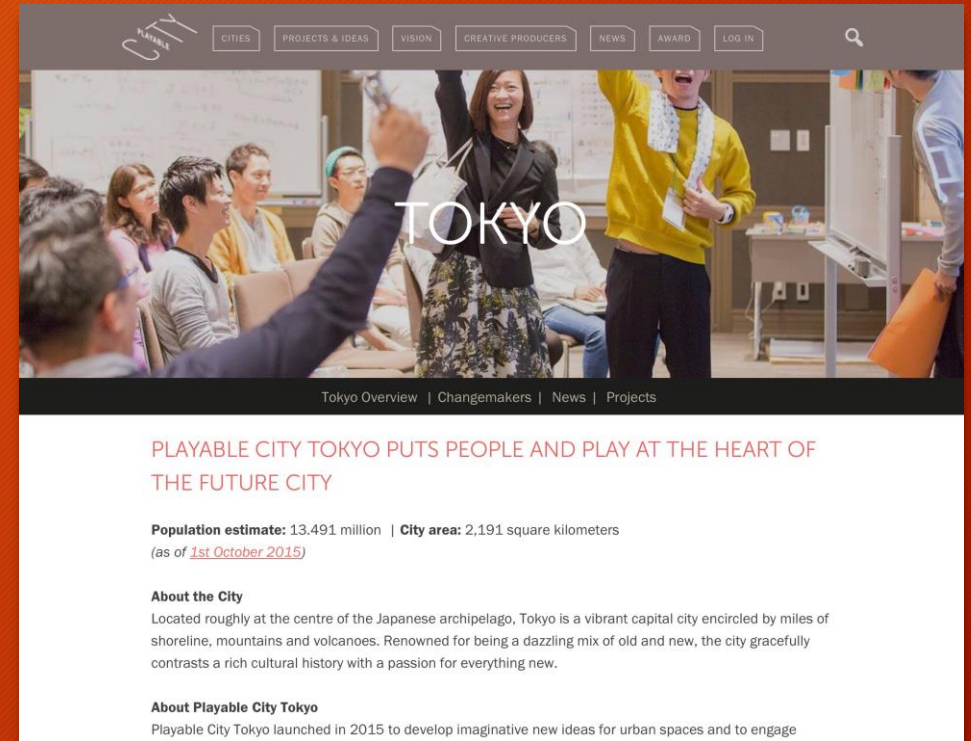 PLAYABLE CITY
CITIES
PROJECTS & IDEAS
VISION
CREATIVE PRODUCERS
NEWS
AWARD
LOG IN
TOKYO
Tokyo Overview | Changemakers | News | Projects
PLAYABLE CITY TOKYO PUTS PEOPLE AND PLAY AT THE HEART OF
THE FUTURE CITY
Population estimate: 13.491 million | City area: 2,191 square kilometers
(as of 1st October 2015)
About the City
Located roughly at the centre of the Japanese archipelago, Tokyo is a vibrant capital city encircled by miles of
shoreline, mountains and volcanoes. Renowned for being a dazzling mix of old and new, the city gracefully
contrasts a rich cultural history with a passion for everything new.
About Playable City Tokyo
Playable City Tokyo launched in 2015 to develop imaginative new ideas for urban spaces and to engage